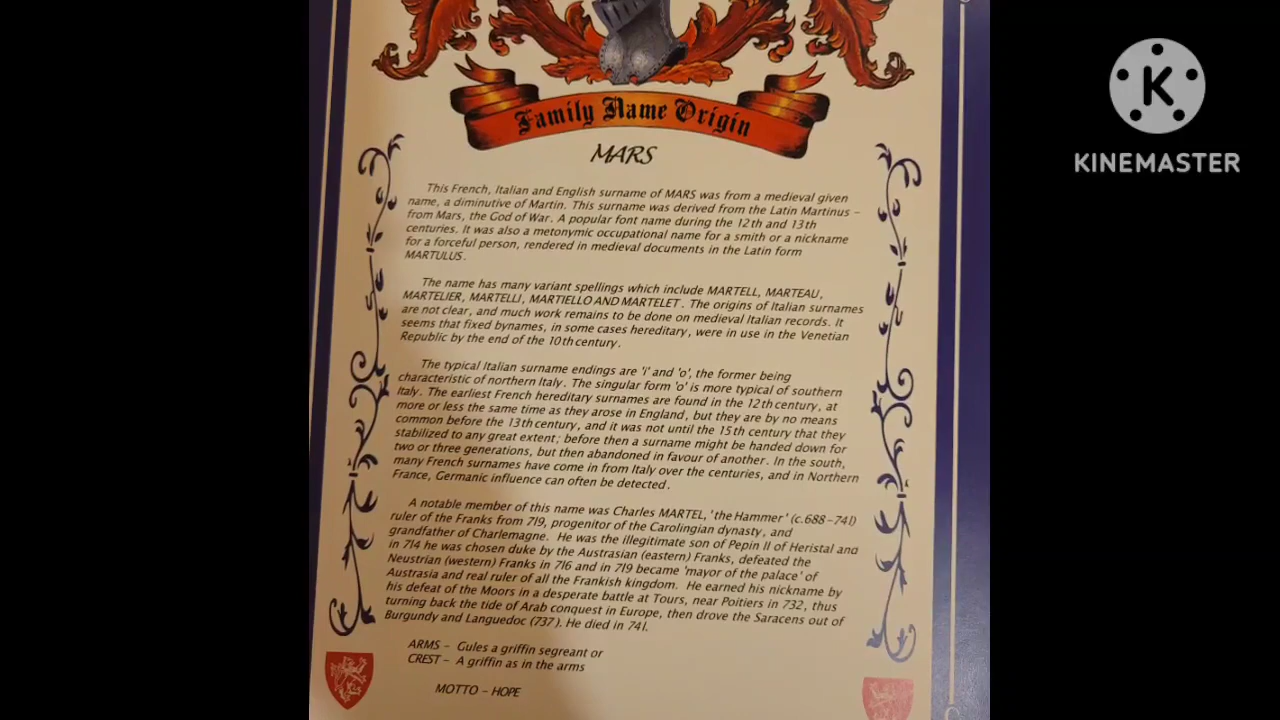 Family Name Origin
MARS
This French, Italian and English surname of MARS was from a medieval given
name, a diminutive of Martin. This surname was derived from the Latin Martinus -
from Mars, the God of War. A popular font name during the 12th and 13th
centuries. It was also a metonymic occupational name for a smith or a nickname
for a forceful person, rendered in medieval documents in the Latin form
MARTULUS.
The name has many variant spellings which include MARTELL, MARTEAU,
MARTELIER, MARTELLI, MARTIELLO AND MARTELET. The origins of Italian surnames
are not clear, and much work remains to be done on medieval Italian records. It
seems that fixed bynames, in some cases hereditary, were in use in the Venetian
Republic by the end of the 10th century.
The typical Italian surname endings are 'i' and 'o', the former being
characteristic of northern Italy. The singular form 'o' is more typical of southern
Italy. The earliest French hereditary surnames are found in the 12th century, at
more or less the same time as they arose in England, but they are by no means
common before the 13th century, and it was not until the 15th century that they
stabilized to any great extent; before then a surname might be handed down for
two or three generations, but then abandoned in favour of another. In the south,
many French surnames have come in from Italy over the centuries, and in Northern
France, Germanic influence can often be detected.
A notable member of this name was Charles MARTEL, 'the Hammer' (c.688-741)
ruler of the Franks from 719, progenitor of the Carolingian dynasty, and
grandfather of Charlemagne. He was the illegitimate son of Pepin II of Heristal and
in 714 he was chosen duke by the Austrasian (eastern) Franks, defeated the
Neustrian (western) Franks in 716 and in 719 became 'mayor of the palace' of
Austrasia and real ruler of all the Frankish kingdom. He earned his nickname by
his defeat of the Moors in a desperate battle at Tours, near Poitiers in 732, thus
turning back the tide of Arab conquest in Europe, then drove the Saracens out of
Burgundy and Languedoc (737). He died in 741.
ARMS - Gules a griffin segreant or
CREST - A griffin as in the arms
MOTTO - HOPE
K
KINEMASTER